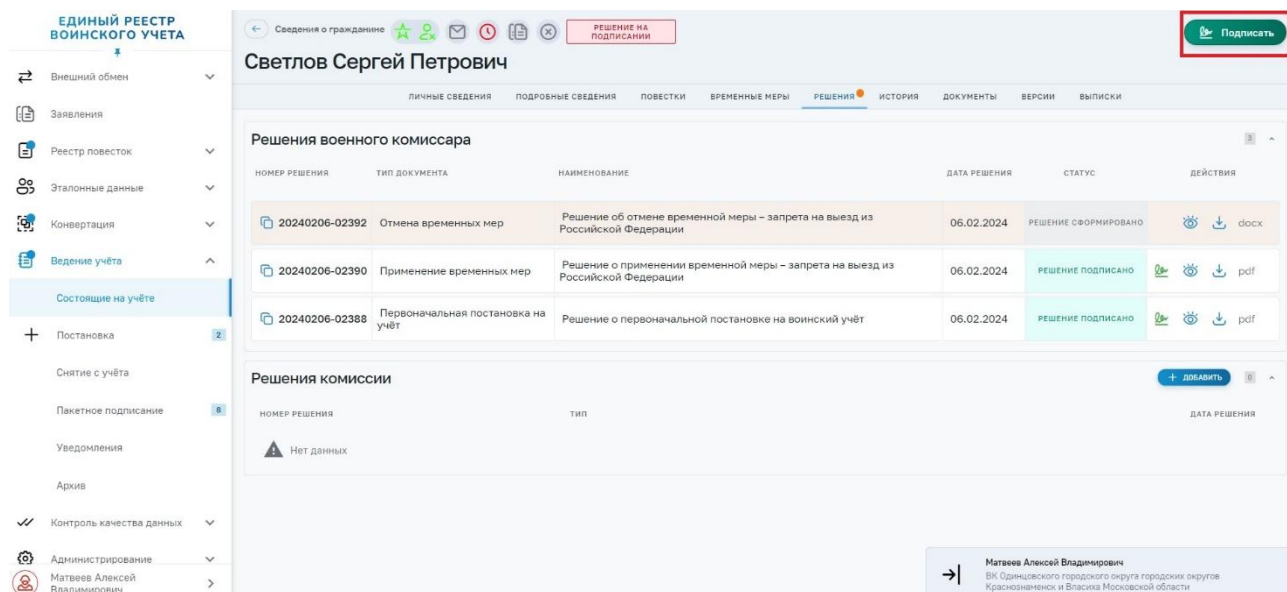 ЕДИНЫЙ РЕЕСТР
ВОИНСКОГО УЧЕТА
Внешний обмен
Заявления
Реестр повесток
Эталонные данные
Конвертация
Ведение учёта
Состоящие на учёте
Постановка 2
Снятие с учёта
Пакетное подписание 8
Уведомления
Архив
Контроль качества данных
Администрирование
Матвеев Алексей
Владимирович
Сведения о гражданине
РЕШЕНИЕ НА
ПОДПИСАНИИ
Подписать
Светлов Сергей Петрович
ЛИЧНЫЕ СВЕДЕНИЯ ПОДРОБНЫЕ СВЕДЕНИЯ ПОВЕСТКИ ВРЕМЕННЫЕ МЕРЫ РЕШЕНИЯ ИСТОРИЯ ДОКУМЕНТЫ ВЕРСИИ ВЫПИСКИ
Решения военного комиссара 3
НОМЕР РЕШЕНИЯ ТИП ДОКУМЕНТА НАИМЕНОВАНИЕ ДАТА РЕШЕНИЯ СТАТУС ДЕЙСТВИЯ
20240206-02392 Отмена временных мер Решение об отмене временной меры – запрета на выезд из
Российской Федерации 06.02.2024 РЕШЕНИЕ СФОРМИРОВАНО docx
20240206-02390 Применение временных мер Решение о применении временной меры – запрета на выезд из
Российской Федерации 06.02.2024 РЕШЕНИЕ ПОДПИСАНО pdf
20240206-02388 Первоначальная постановка на
учёт Решение о первоначальной постановке на воинский учёт 06.02.2024 РЕШЕНИЕ ПОДПИСАНО pdf
Решения комиссии + ДОБАВИТЬ 0
НОМЕР РЕШЕНИЯ ТИП ДАТА РЕШЕНИЯ
Нет данных
Матвеев Алексей Владимирович
ВК Одинцовского городского округа городских округов
Краснознаменск и Власиха Московской области